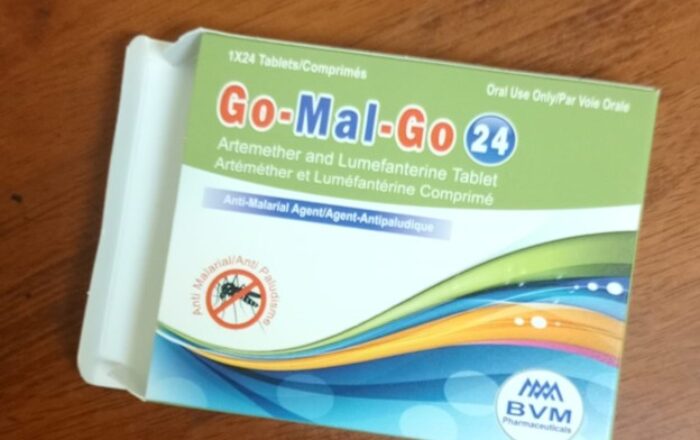 1X24 Tablets/Comprimés
Oral Use Only/Par Voie Orale
Go-Mal-Go 24
Artemether and Lumefanterine Tablet
Artéméther et Luméfantérine Comprimé
Anti-Malarial Agent/Agent-Antipaludique
Anti Malarial/Anti Paludisme
BVM
Pharmaceuticals